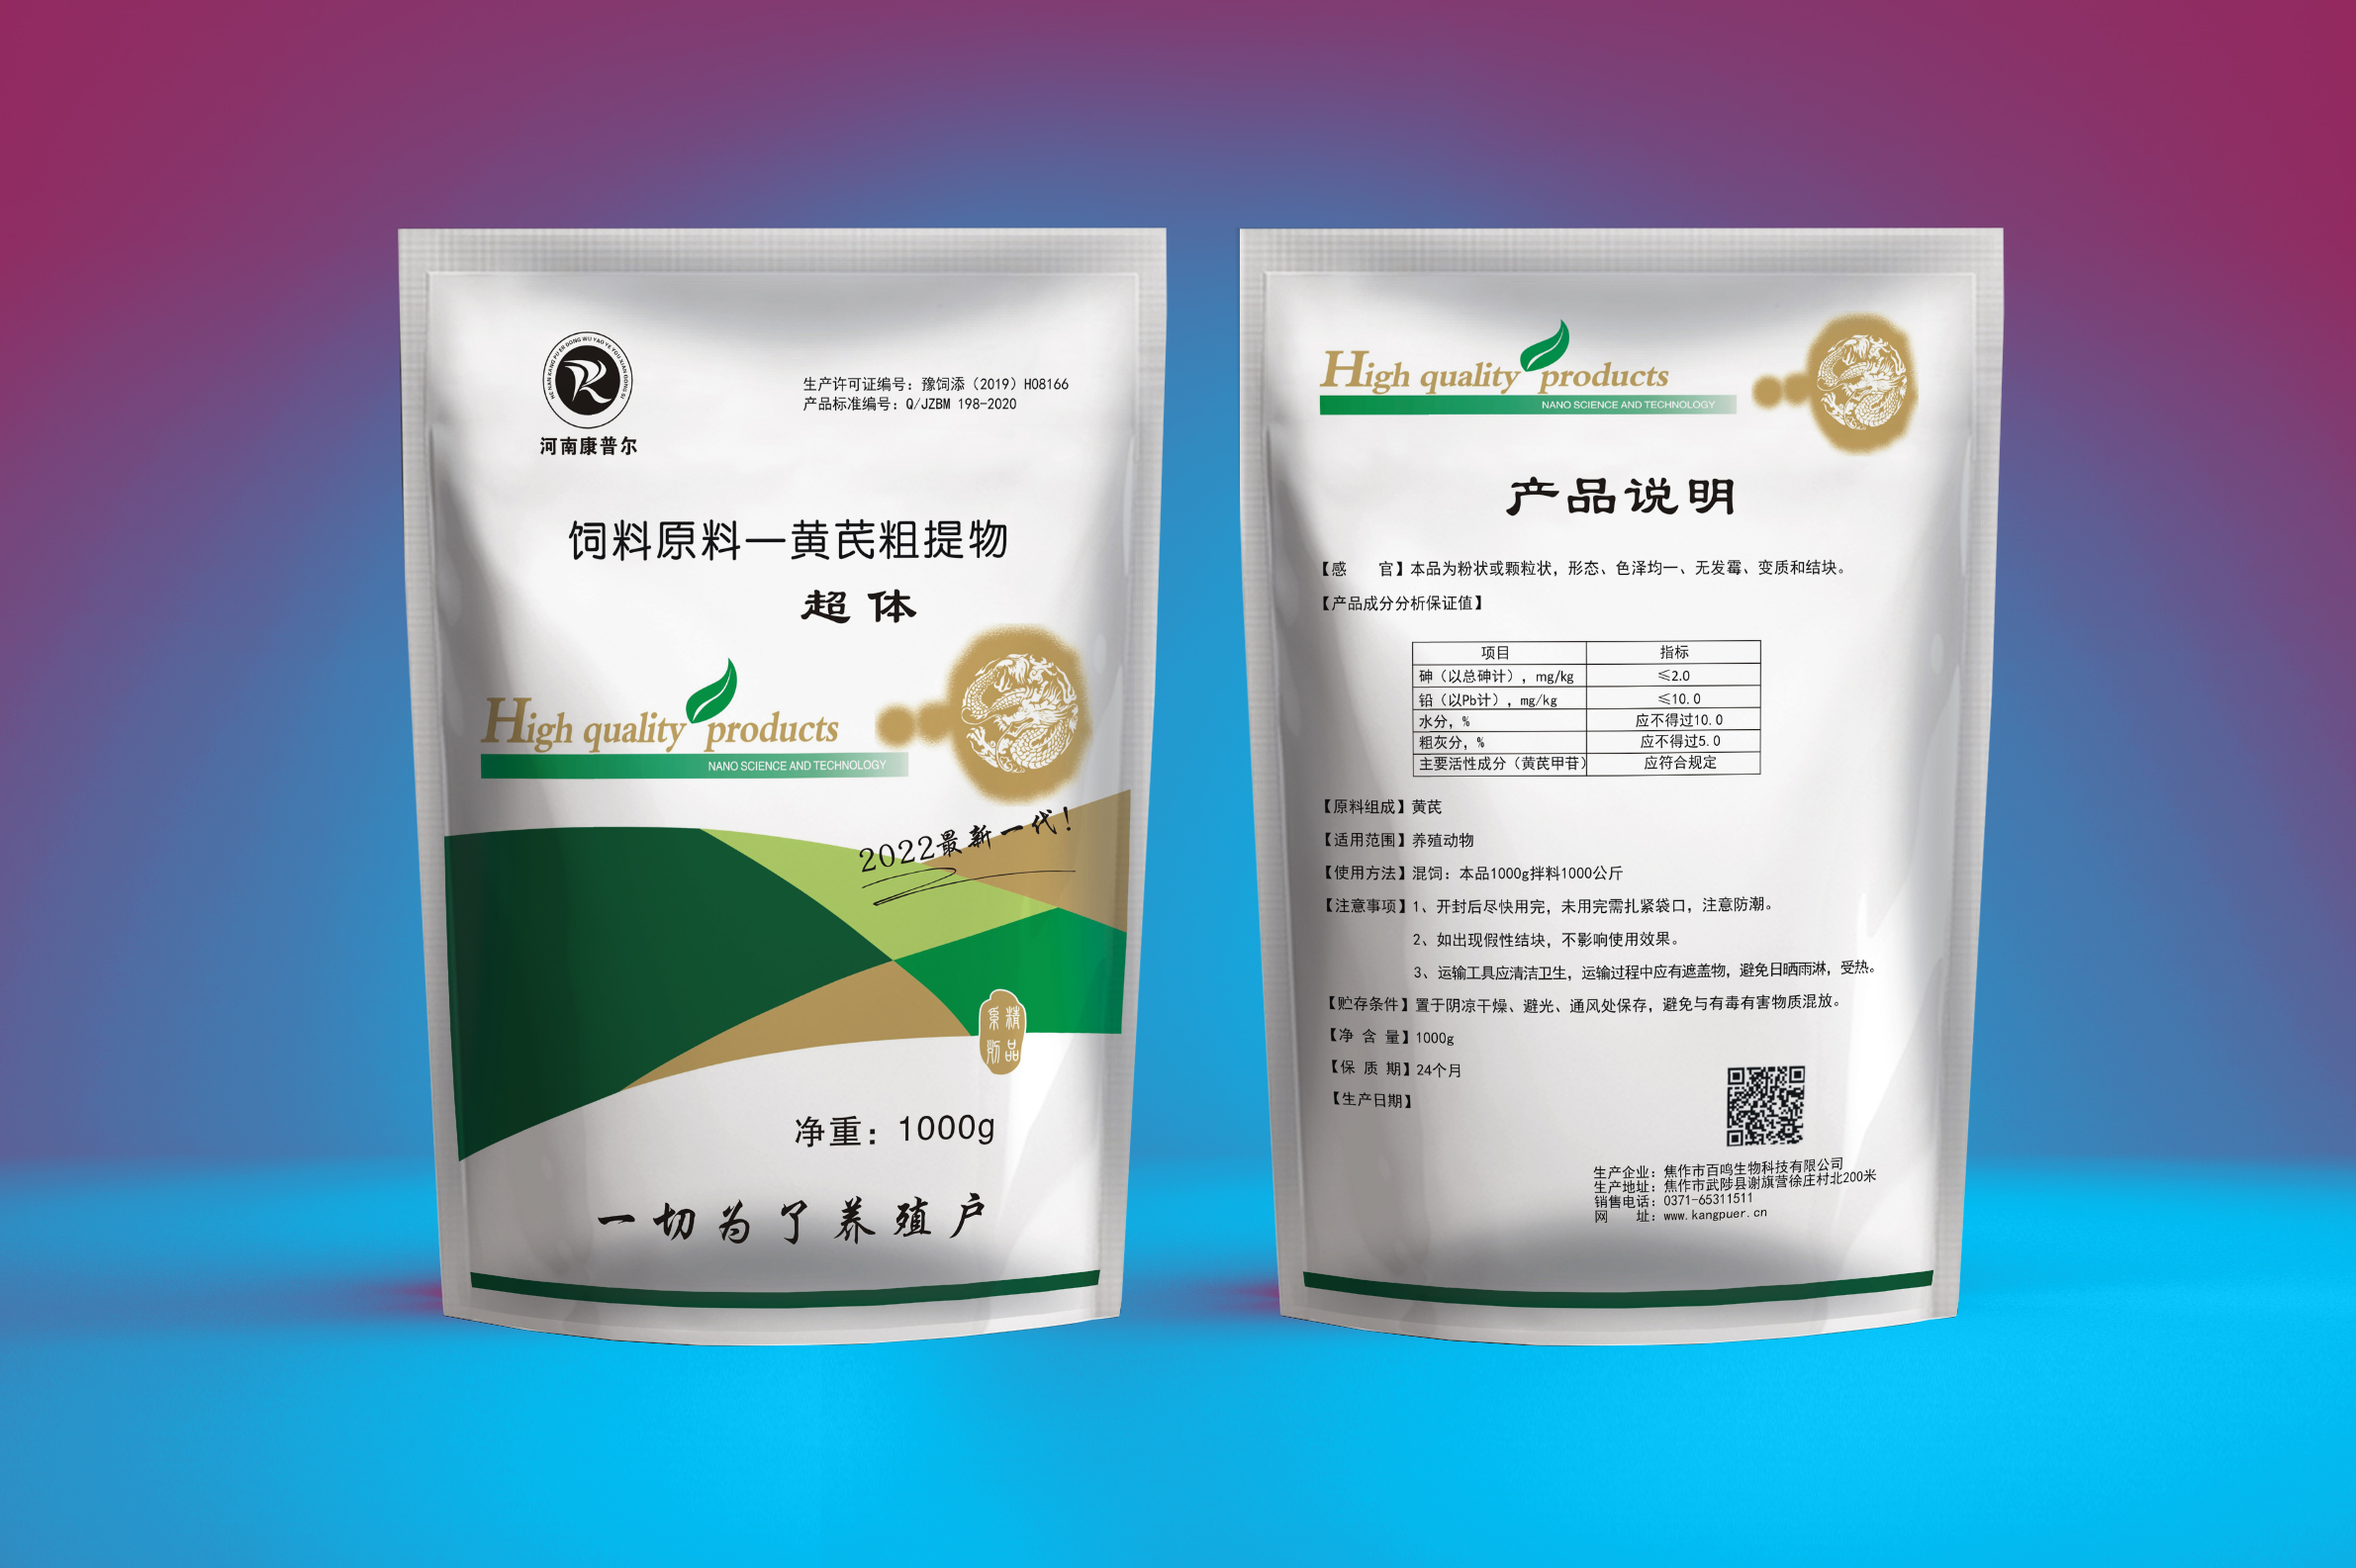 HE NAN KANG PU ER DONG WU YAO YE YOU XIAN GONG SI
河南康普尔
生产许可证编号：豫饲添（2019）H08166
产品标准编号：Q/JZBM 198-2020
饲料原料—黄芪粗提物
超体
High quality products
NANO SCIENCE AND TECHNOLOGY
2022最新一代！
精品
系列
净重：1000g
一切为了养殖户
High quality products
NANO SCIENCE AND TECHNOLOGY
产品说明
【感　　官】本品为粉状或颗粒状，形态、色泽均一、无发霉、变质和结块。
【产品成分分析保证值】
项目 指标
砷（以总砷计），mg/kg ≤2.0
铅（以Pb计），mg/kg ≤10.0
水分，% 应不得过10.0
粗灰分，% 应不得过5.0
主要活性成分（黄芪甲苷） 应符合规定
【原料组成】黄芪
【适用范围】养殖动物
【使用方法】混饲：本品1000g拌料1000公斤
【注意事项】1、开封后尽快用完，未用完需扎紧袋口，注意防潮。
2、如出现假性结块，不影响使用效果。
3、运输工具应清洁卫生，运输过程中应有遮盖物，避免日晒雨淋，受热。
【贮存条件】置于阴凉干燥、避光、通风处保存，避免与有毒有害物质混放。
【净 含 量】1000g
【保 质 期】24个月
【生产日期】
生产企业：焦作市百鸣生物科技有限公司
生产地址：焦作市武陟县谢旗营徐庄村北200米
销售电话：0371-65311511
网　　址：www.kangpuer.cn